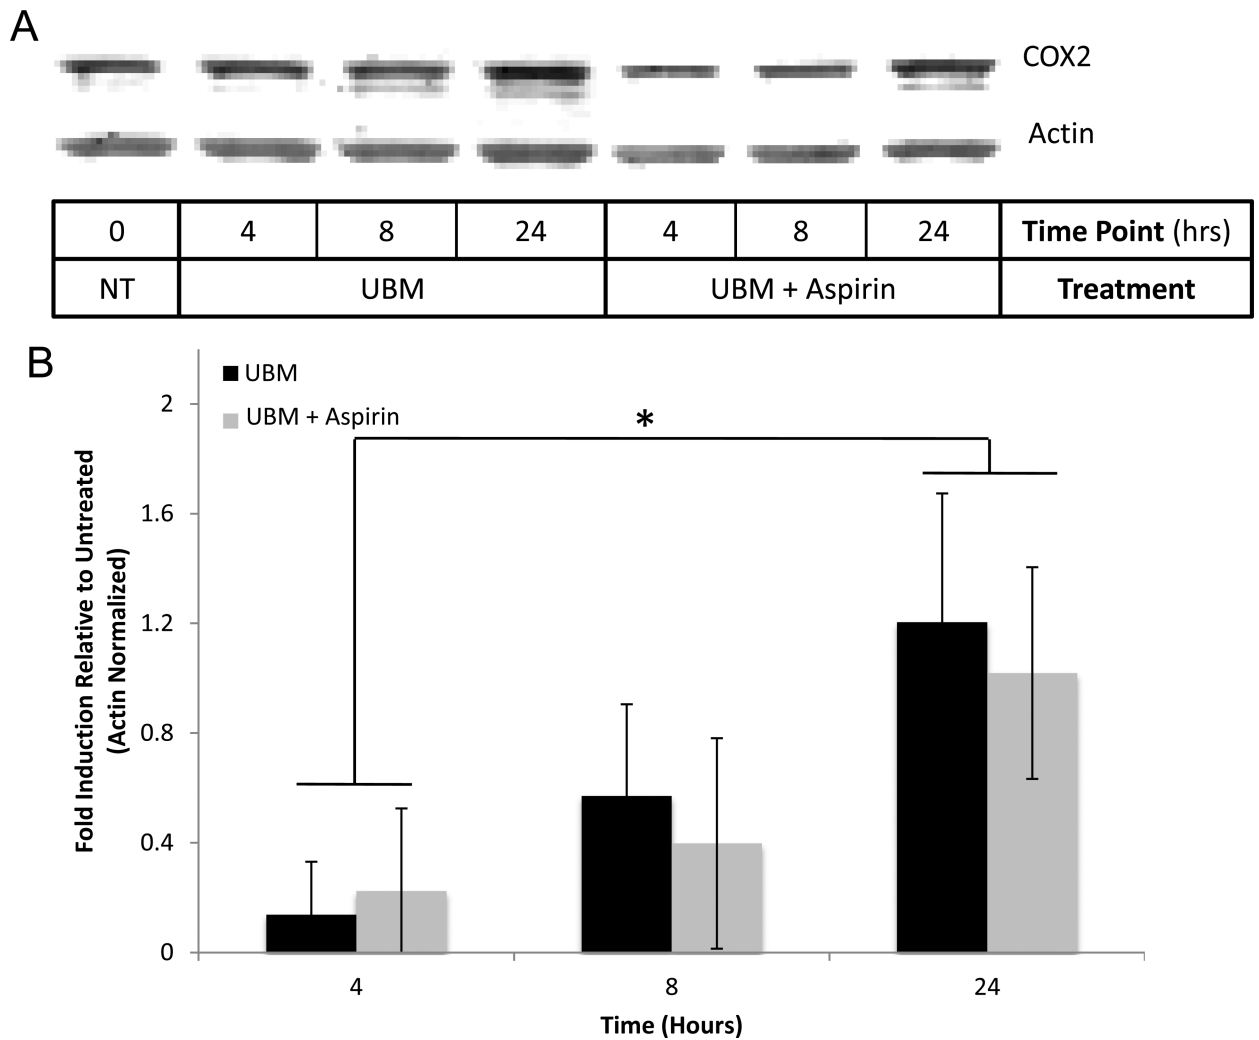 A
COX2
Actin
0 4 8 24 4 8 24 Time Point (hrs)
NT UBM UBM + Aspirin Treatment
B
UBM
UBM + Aspirin
*
Fold Induction Relative to Untreated
(Actin Normalized)
2
1.6
1.2
0.8
0.4
0
4 8 24
Time (Hours)